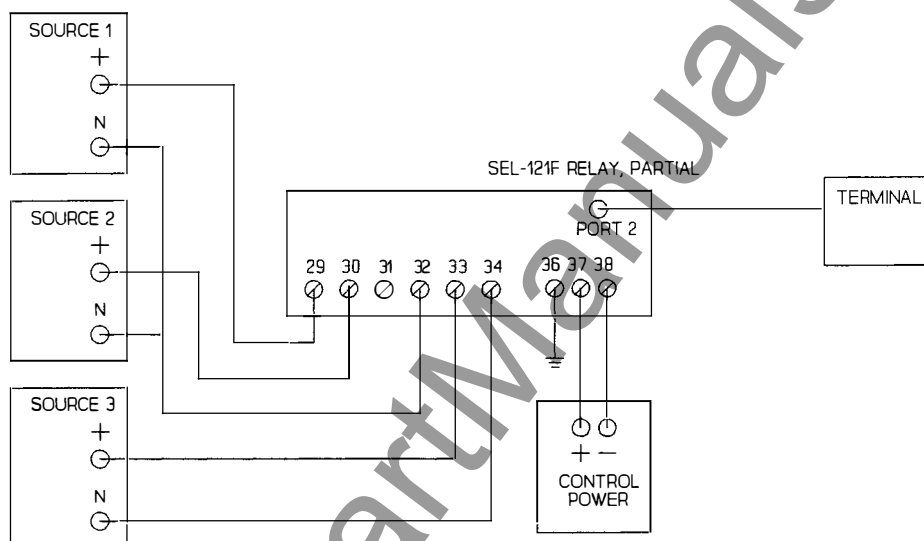 SOURCE 1
+
N
SOURCE 2
+
N
SOURCE 3
+
N
SEL-121F RELAY, PARTIAL
PORT 2
29 30 31 32 33 34 36 37 38
TERMINAL
+ −
CONTROL
POWER
artManuals